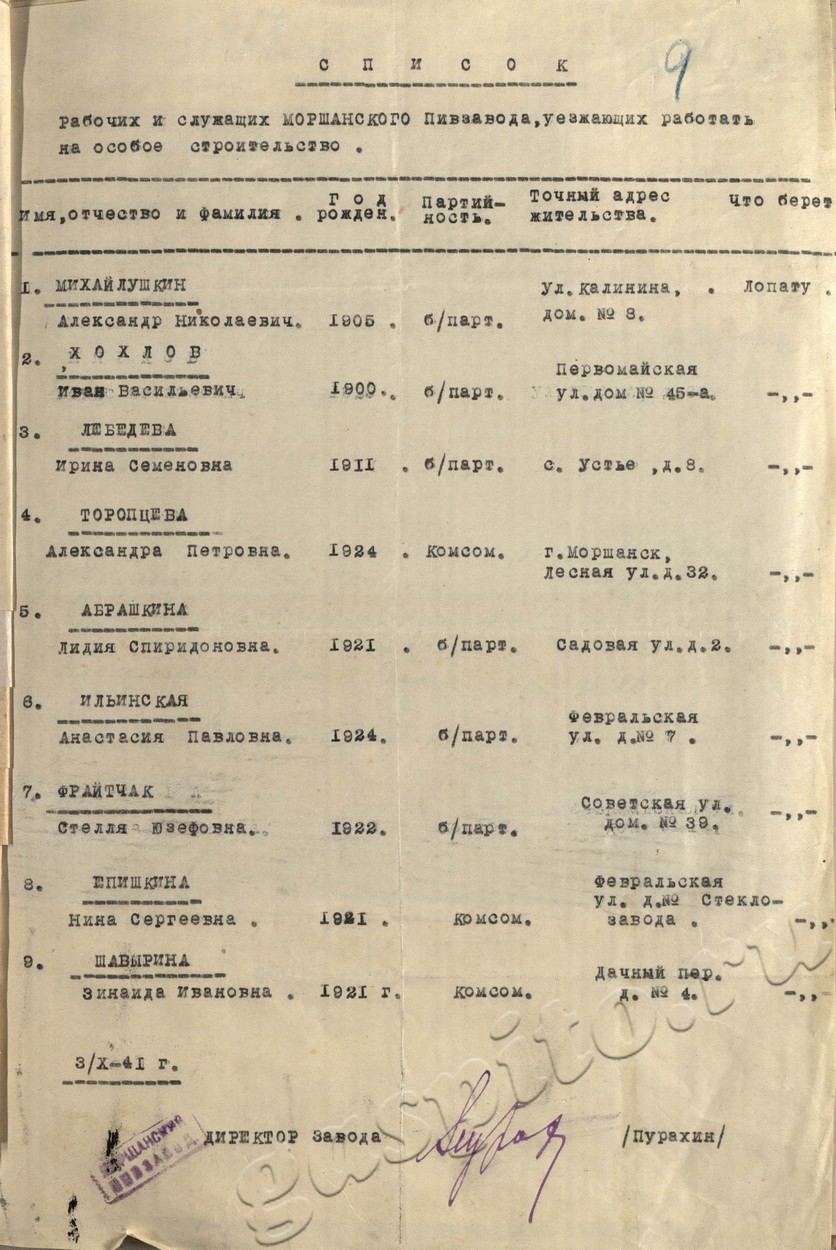 9
С П И С О К
рабочих и служащих МОРШАНСКОГО Пивзавода, уезжающих работать
на особое строительство .
Имя, отчество и фамилия . Г о д рожден. Партий-ность. Точный адрес жительства. Что берет
1. МИХАЙЛУШКИН ул. Калинина, . Лопату .
Александр Николаевич. 1905 . б/парт. дом. № 8.
2. Х О Х Л О В Первомайская
Иван Васильевич. 1900.. б/парт. ул. дом № 45-а. -,,-
3. ЛЕБЕДЕВА
Ирина Семеновна 1911 . б/парт. с. Устье ,д.8. -,,-
4. ТОРОПЦЕВА
Александра Петровна. 1924 . комсом. г.Моршанск,
Лесная ул.д.32. -,,-
5. АБРАШКИНА
Лидия Спиридоновна. 1921 . б/парт. Садовая ул.д.2. -,,-
6. ИЛЬИНСКАЯ Февральская
Анастасия Павловна. 1924. б/парт. ул. д.№ 7 . -,,-
7. ФРАЙТЧАК Советская ул. -,,-
Стелля Юзефовна. 1922. б/парт. дом. № 39.
8. ЕПИШКИНА Февральская
ул. д.№ Стекло-
Нина Сергеевна . 1921 . комсом. завода . -,,-
9. ШАВЫРИНА Дачный пер.
Зинаида Ивановна . 1921 г. комсом. д. № 4. -,,-
3/X-41 г.
ДИРЕКТОР Завода /Пурахин/
МОРШАНСКИЙ
ПИВЗАВОД